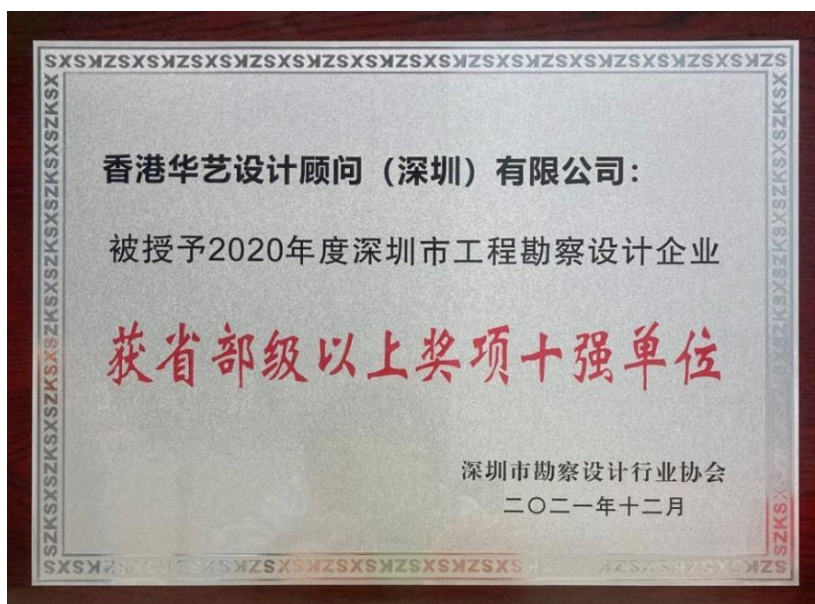 香港华艺设计顾问（深圳）有限公司：
被授予2020年度深圳市工程勘察设计企业
获省部级以上奖项十强单位
深圳市勘察设计行业协会
二〇二一年十二月